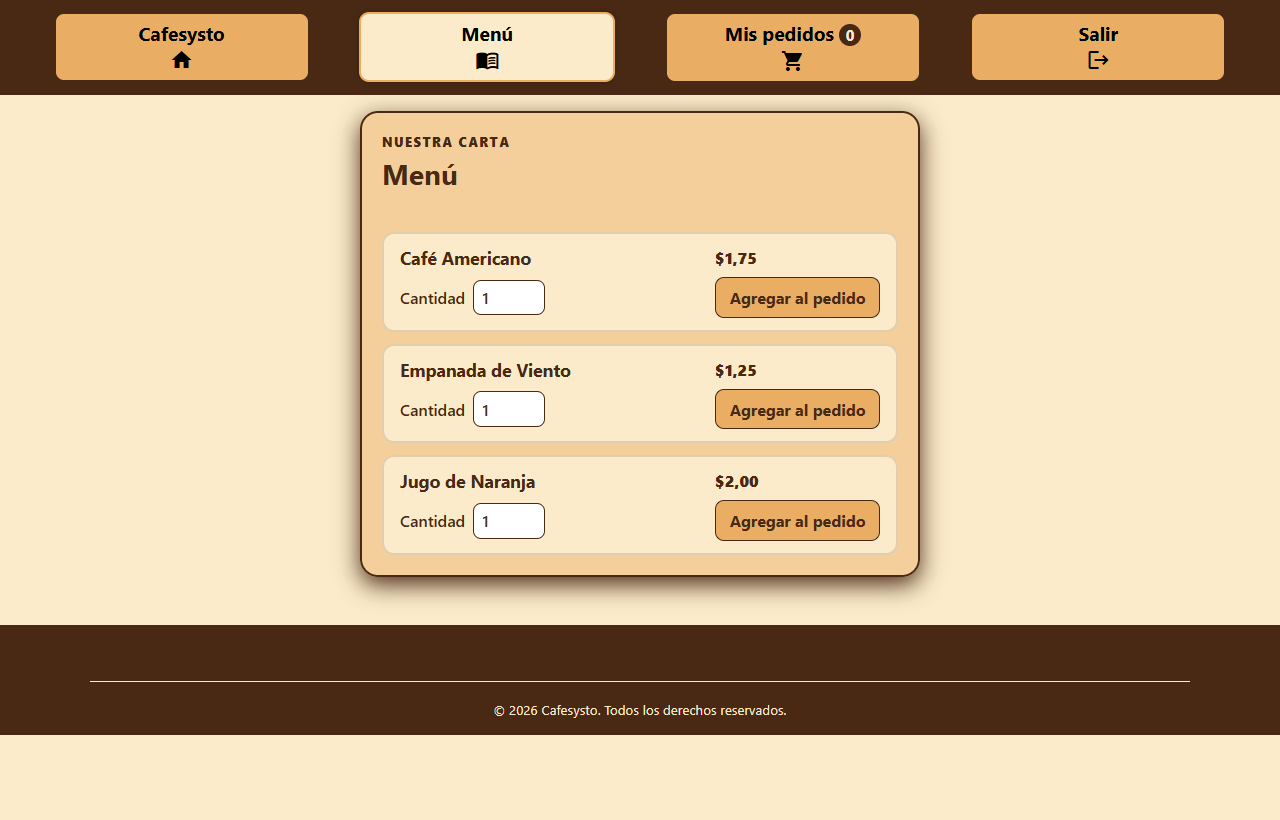 Cafesysto
Menú
Mis pedidos 0
Salir
NUESTRA CARTA
Menú
Café Americano
$1,75
Cantidad 1
Agregar al pedido
Empanada de Viento
$1,25
Cantidad 1
Agregar al pedido
Jugo de Naranja
$2,00
Cantidad 1
Agregar al pedido
© 2026 Cafesysto. Todos los derechos reservados.